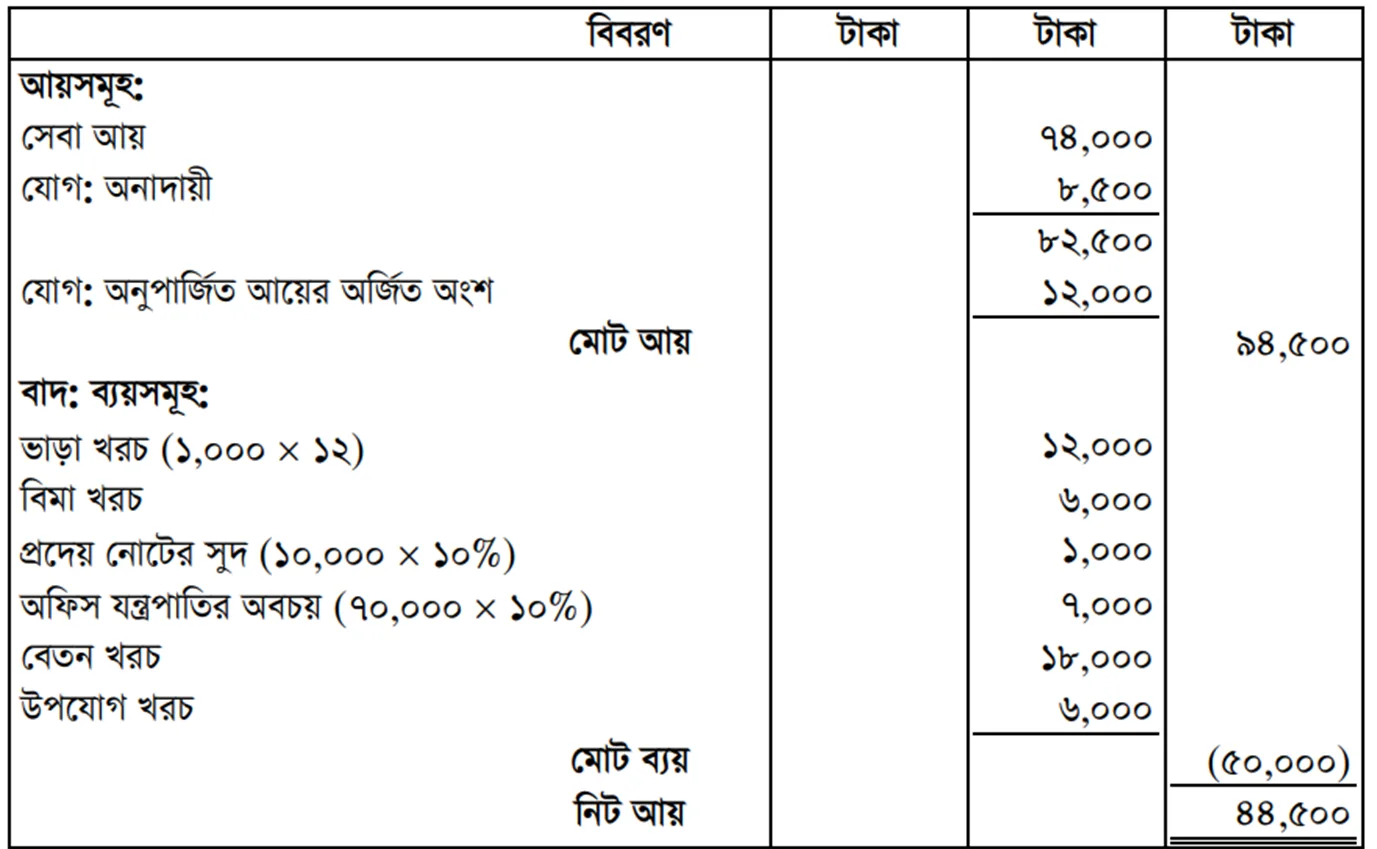 বিবরণ টাকা টাকা টাকা
আয়সমূহ:
সেবা আয় ৭৪,০০০
যোগ: অনাদায়ী ৮,৫০০
৮২,৫০০
যোগ: অনুপার্জিত আয়ের অর্জিত অংশ ১২,০০০
মোট আয় ৯৪,৫০০
বাদ: ব্যয়সমূহ:
ভাড়া খরচ (১,০০০ × ১২) ১২,০০০
বিমা খরচ ৬,০০০
প্রদেয় নোটের সুদ (১০,০০০ × ১০%) ১,০০০
অফিস যন্ত্রপাতির অবচয় (৭০,০০০ × ১০%) ৭,০০০
বেতন খরচ ১৮,০০০
উপযোগ খরচ ৬,০০০
মোট ব্যয় (৫০,০০০)
নিট আয় ৪৪,৫০০